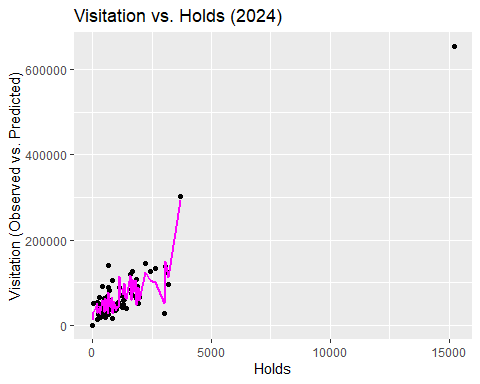 Visitation vs. Holds (2024)
Visitation (Observed vs. Predicted)
600000
400000
200000
0
0 5000 10000 15000
Holds